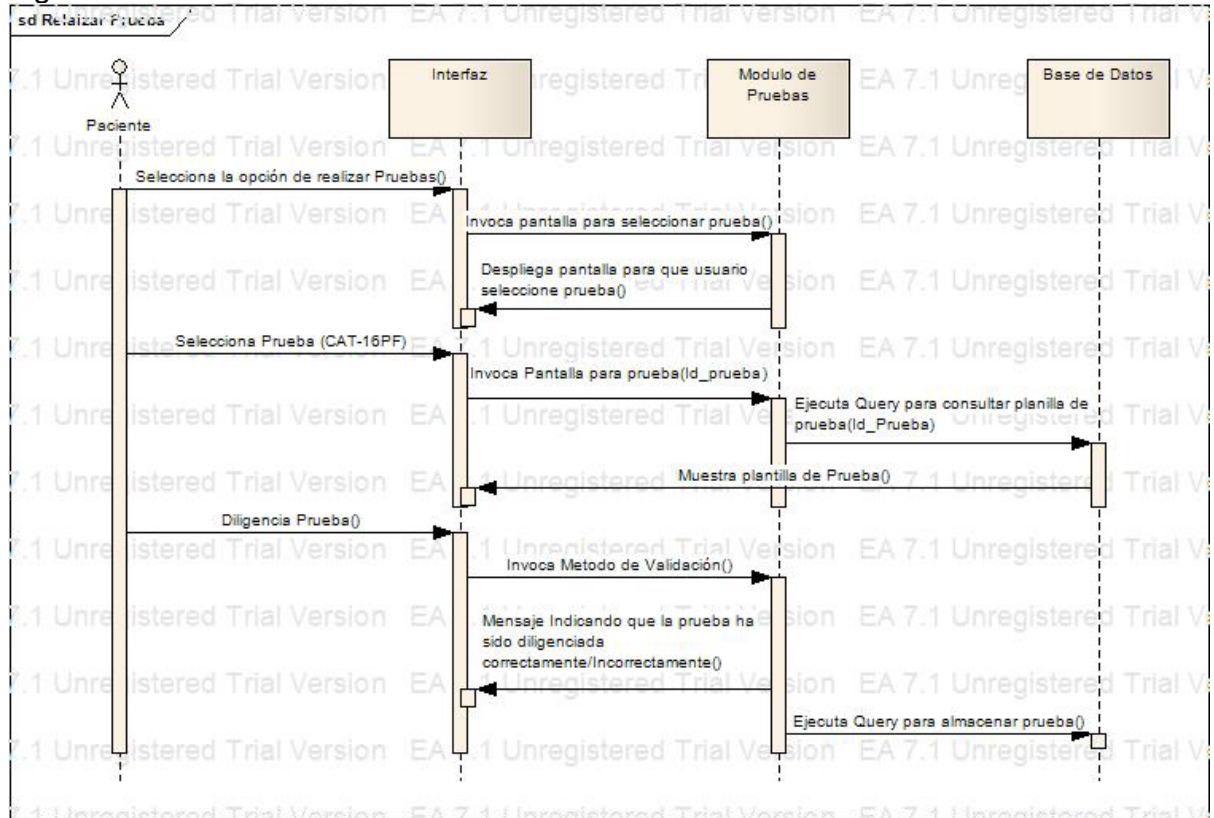 sd Relaizar Prueba
Paciente
Interfaz
Modulo de
Pruebas
Base de Datos
Selecciona la opción de realizar Pruebas()
Invoca pantalla para seleccionar prueba()
Despliega pantalla para que usuario
seleccione prueba()
Selecciona Prueba (CAT-16PF)
Invoca Pantalla para prueba(Id_prueba)
Ejecuta Query para consultar planilla de
prueba(Id_Prueba)
Muestra plantilla de Prueba()
Diligencia Prueba()
Invoca Metodo de Validación()
Mensaje Indicando que la prueba ha
sido diligenciada
correctamente/Incorrectamente()
Ejecuta Query para almacenar prueba()
EA 7.1 Unregistered Trial Version